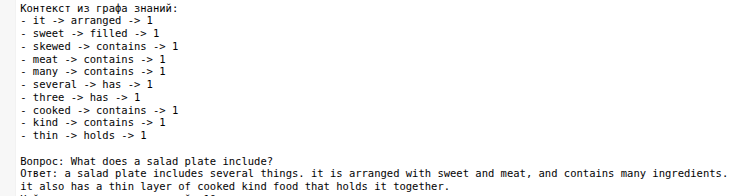 Контекст из графа знаний:
- it -> arranged -> 1
- sweet -> filled -> 1
- skewed -> contains -> 1
- meat -> contains -> 1
- many -> contains -> 1
- several -> has -> 1
- three -> has -> 1
- cooked -> contains -> 1
- kind -> contains -> 1
- thin -> holds -> 1
Вопрос: What does a salad plate include?
Ответ: a salad plate includes several things. it is arranged with sweet and meat, and contains many ingredients.
it also has a thin layer of cooked kind food that holds it together.